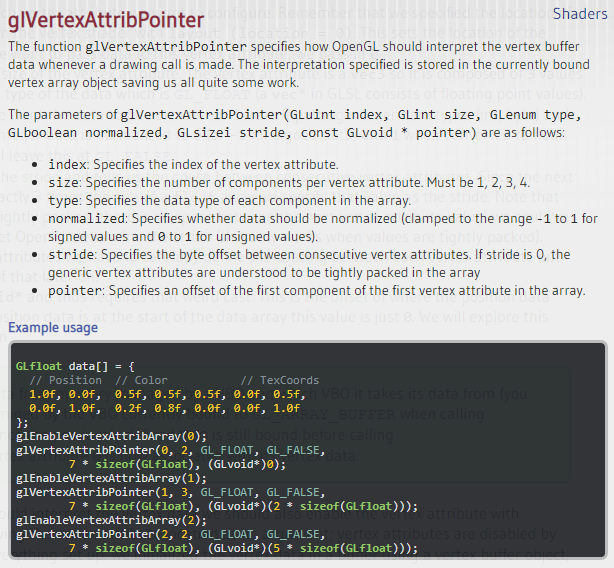 glVertexAttribPointer
Shaders
The function glVertexAttribPointer specifies how OpenGL should interpret the vertex buffer
data whenever a drawing call is made. The interpretation specified is stored in the currently bound
vertex array object saving us all quite some work.
The parameters of glVertexAttribPointer(GLuint index, GLint size, GLenum type,
GLboolean normalized, GLsizei stride, const GLvoid * pointer) are as follows:
• index: Specifies the index of the vertex attribute.
• size: Specifies the number of components per vertex attribute. Must be 1, 2, 3, 4.
• type: Specifies the data type of each component in the array.
• normalized: Specifies whether data should be normalized (clamped to the range -1 to 1 for
signed values and 0 to 1 for unsigned values).
• stride: Specifies the byte offset between consecutive vertex attributes. If stride is 0, the
generic vertex attributes are understood to be tightly packed in the array
• pointer: Specifies an offset of the first component of the first vertex attribute in the array.
Example usage
GLfloat data[] = {
// Position // Color // TexCoords
1.0f, 0.0f, 0.5f, 0.5f, 0.5f, 0.0f, 0.5f,
0.0f, 1.0f, 0.2f, 0.8f, 0.0f, 0.0f, 1.0f
};
glEnableVertexAttribArray(0);
glVertexAttribPointer(0, 2, GL_FLOAT, GL_FALSE,
7 * sizeof(GLfloat), (GLvoid*)0);
glEnableVertexAttribArray(1);
glVertexAttribPointer(1, 3, GL_FLOAT, GL_FALSE,
7 * sizeof(GLfloat), (GLvoid*)(2 * sizeof(GLfloat)));
glEnableVertexAttribArray(2);
glVertexAttribPointer(2, 2, GL_FLOAT, GL_FALSE,
7 * sizeof(GLfloat), (GLvoid*)(5 * sizeof(GLfloat)));